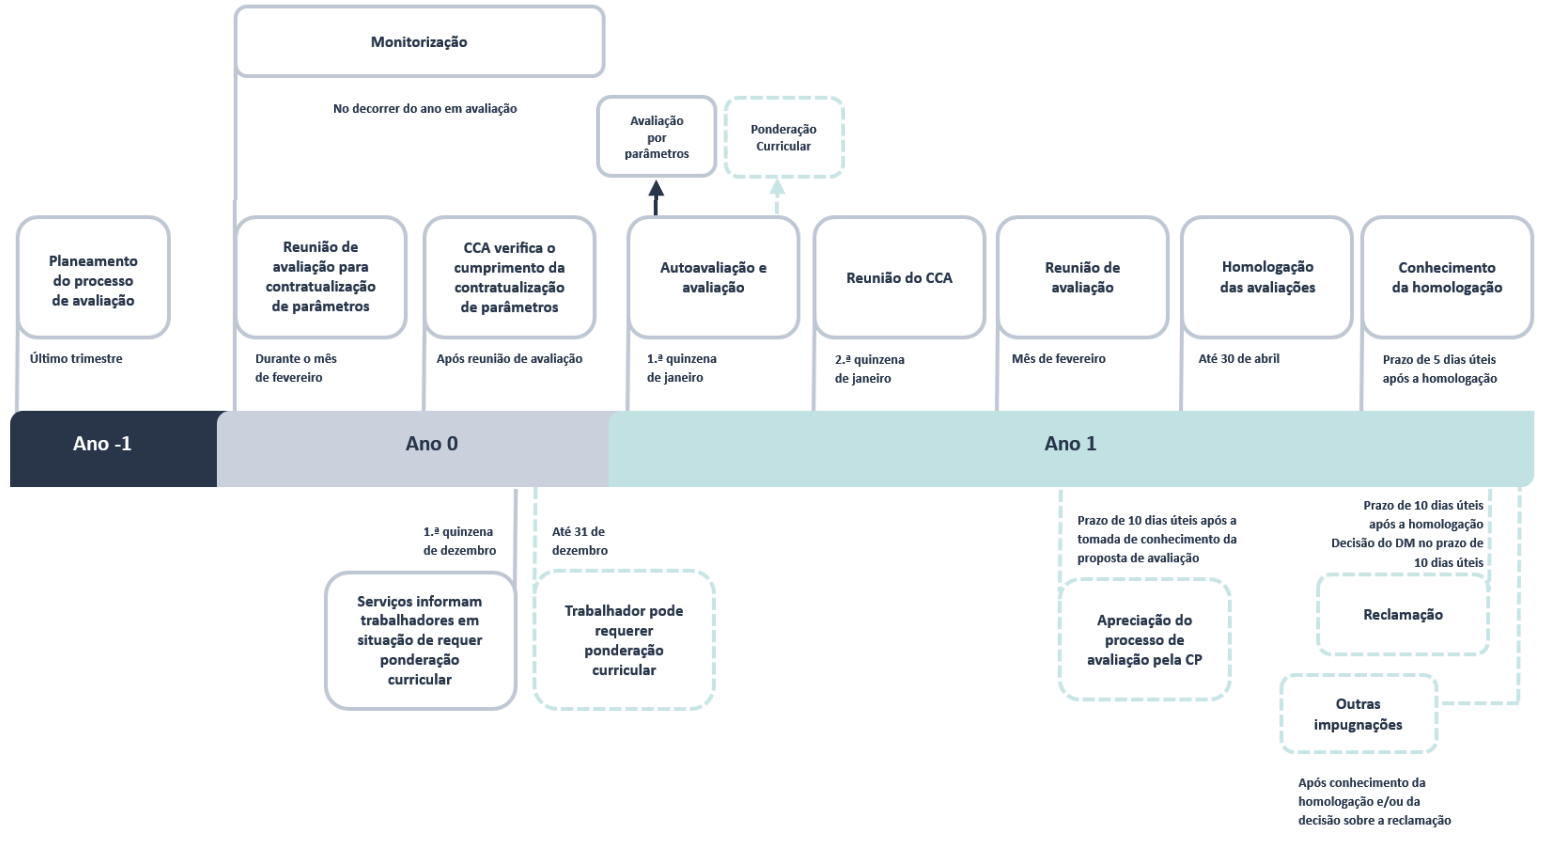 Monitorização
No decorrer do ano em avaliação
Avaliação
por
parâmetros
Ponderação
Curricular
Planeamento
do processo
de avaliação
Último trimestre
Reunião de
avaliação para
contratualização
de parâmetros
Durante o mês
de fevereiro
CCA verifica o
cumprimento da
contratualização
de parâmetros
Após reunião de avaliação
Autoavaliação e
avaliação
1.ª quinzena
de janeiro
Reunião do CCA
2.ª quinzena
de janeiro
Reunião de
avaliação
Mês de fevereiro
Homologação
das avaliações
Até 30 de abril
Conhecimento
da homologação
Prazo de 5 dias úteis
após a homologação
Ano -1
Ano 0
Ano 1
1.ª quinzena
de dezembro
Serviços informam
trabalhadores em
situação de requer
ponderação
curricular
Até 31 de
dezembro
Trabalhador pode
requerer
ponderação
curricular
Prazo de 10 dias úteis após a
tomada de conhecimento da
proposta de avaliação
Apreciação do
processo de
avaliação pela CP
Prazo de 10 dias úteis
após a homologação
Decisão do DM no prazo de
10 dias úteis
Reclamação
Outras
impugnações
Após conhecimento da
homologação e/ou da
decisão sobre a reclamação